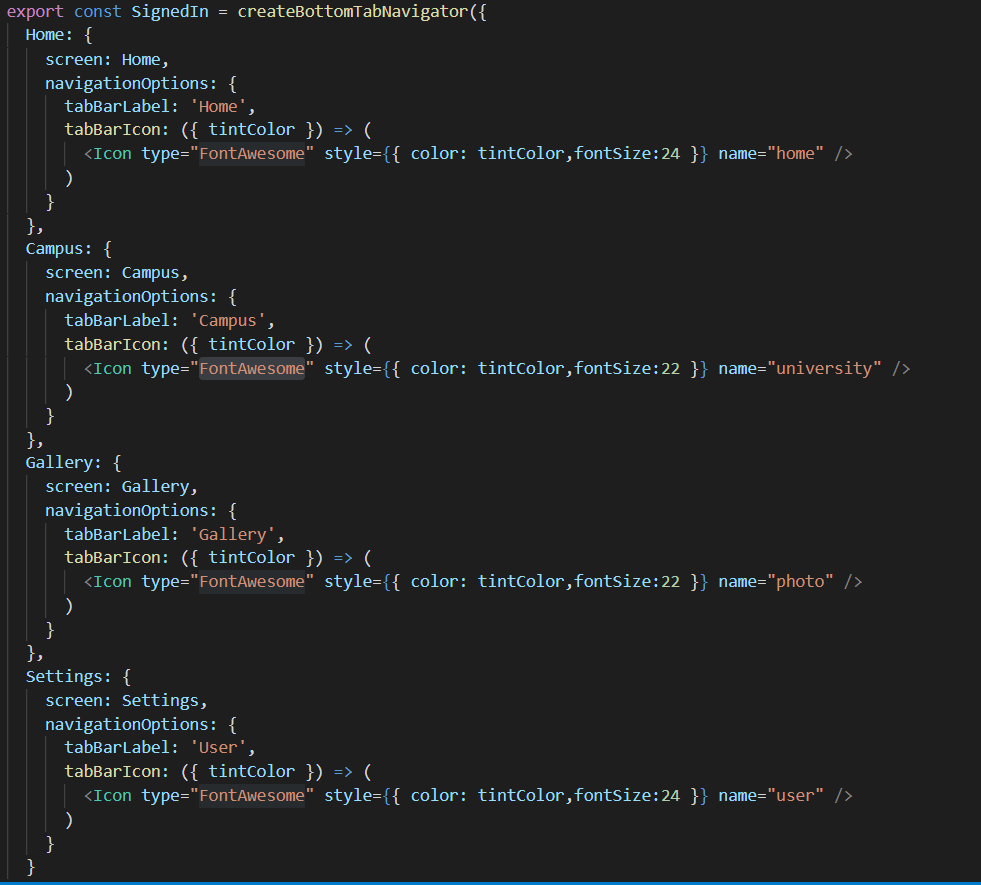 export const SignedIn = createBottomTabNavigator({
  Home: {
    screen: Home,
    navigationOptions: {
      tabBarLabel: 'Home',
      tabBarIcon: ({ tintColor }) => (
        <Icon type="FontAwesome" style={{ color: tintColor,fontSize:24 }} name="home" />
      )
    }
  },
  Campus: {
    screen: Campus,
    navigationOptions: {
      tabBarLabel: 'Campus',
      tabBarIcon: ({ tintColor }) => (
        <Icon type="FontAwesome" style={{ color: tintColor,fontSize:22 }} name="university" />
      )
    }
  },
  Gallery: {
    screen: Gallery,
    navigationOptions: {
      tabBarLabel: 'Gallery',
      tabBarIcon: ({ tintColor }) => (
        <Icon type="FontAwesome" style={{ color: tintColor,fontSize:22 }} name="photo" />
      )
    }
  },
  Settings: {
    screen: Settings,
    navigationOptions: {
      tabBarLabel: 'User',
      tabBarIcon: ({ tintColor }) => (
        <Icon type="FontAwesome" style={{ color: tintColor,fontSize:24 }} name="user" />
      )
    }
  }